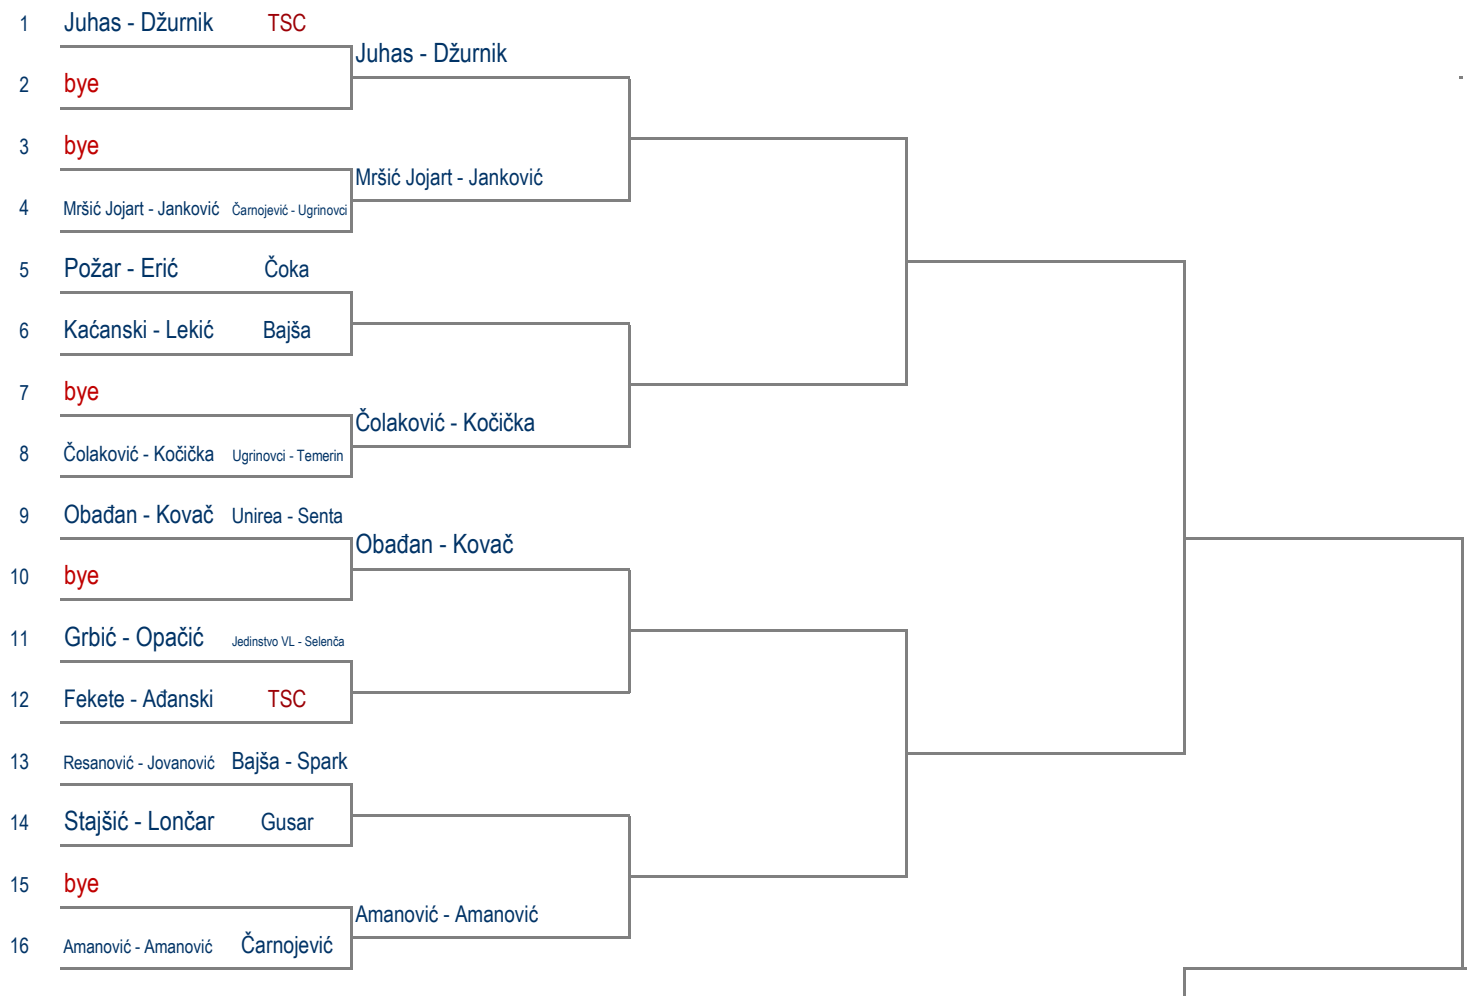 1 Juhas - Džurnik TSC
Juhas - Džurnik
2 bye
3 bye
Mršić Jojart - Janković
4 Mršić Jojart - Janković Čarnojević - Ugrinovci
5 Požar - Erić Čoka
6 Kaćanski - Lekić Bajša
7 bye
Čolaković - Kočička
8 Čolaković - Kočička Ugrinovci - Temerin
9 Obađan - Kovač Unirea - Senta
Obađan - Kovač
10 bye
11 Grbić - Opačić Jedinstvo VL - Selenča
12 Fekete - Ađanski TSC
13 Resanović - Jovanović Bajša - Spark
14 Stajšić - Lončar Gusar
15 bye
Amanović - Amanović
16 Amanović - Amanović Čarnojević